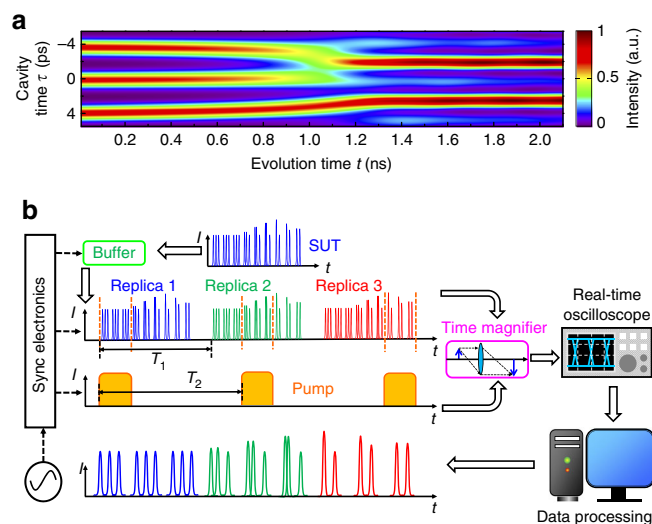 a
Cavity
time τ (ps)
−4
0
4
0.2 0.4 0.6 0.8 1.0 1.2 1.4 1.6 1.8 2.0
Evolution time t (ns)
1
0.5
0
Intensity (a.u.)
b
Sync electronics
Buffer
I
SUT
t
Replica 1 Replica 2 Replica 3
I
t
T1
Time magnifier
Real-time
oscilloscope
I
T2
Pump
t
I
t
Data processing